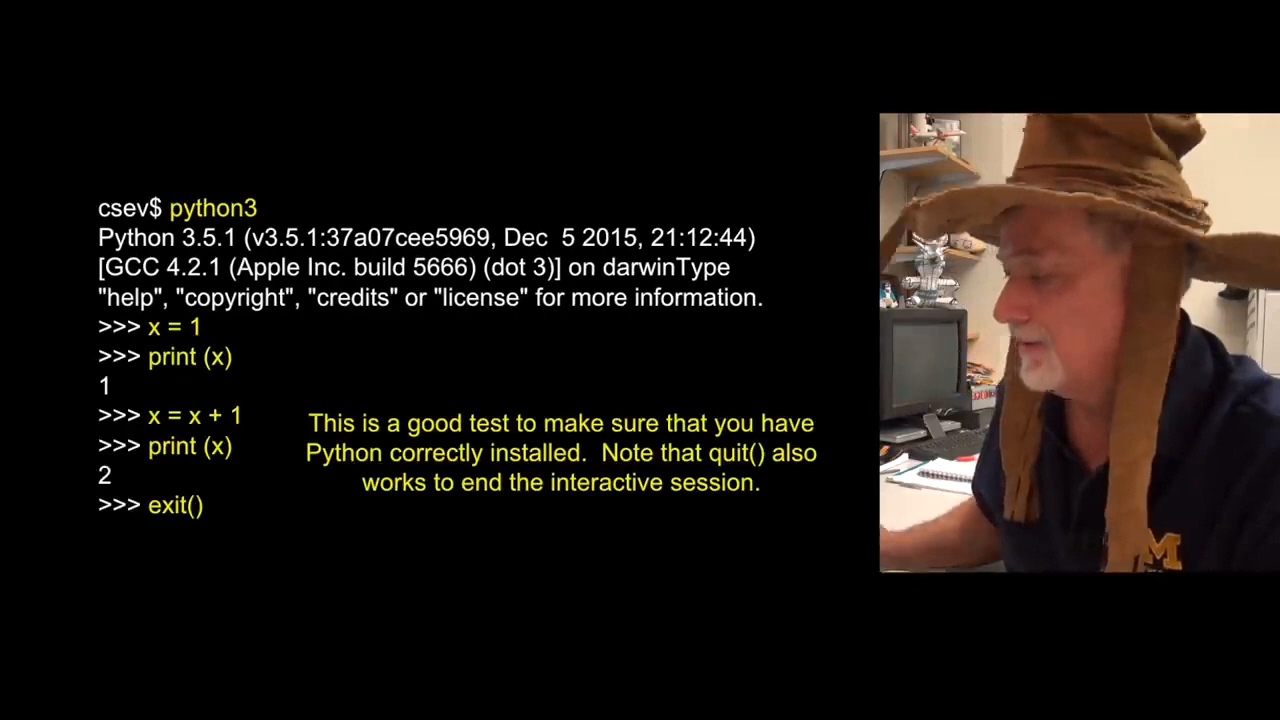 csev$ python3
Python 3.5.1 (v3.5.1:37a07cee5969, Dec  5 2015, 21:12:44)
[GCC 4.2.1 (Apple Inc. build 5666) (dot 3)] on darwinType
"help", "copyright", "credits" or "license" for more information.
>>> x = 1
>>> print (x)
1
>>> x = x + 1
>>> print (x)
2
>>> exit()
This is a good test to make sure that you have
Python correctly installed.  Note that quit() also
works to end the interactive session.
M